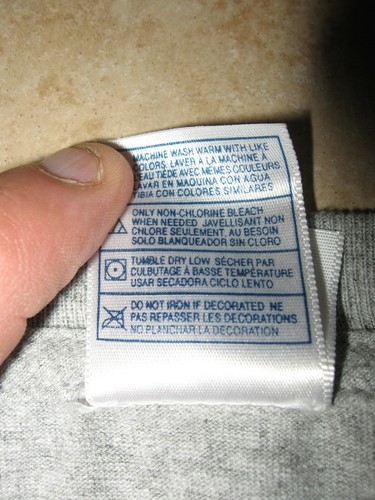 MACHINE WASH WARM WITH LIKE
COLORS. LAVER À LA MACHINE À
EAU TIÈDE AVEC MÊMES COULEURS
LAVAR EN MAQUINA CON AGUA
TIBIA CON COLORES SIMILARES
ONLY NON-CHLORINE BLEACH
WHEN NEEDED JAVELLISANT NON
CHLORE SEULEMENT, AU BESOIN
SOLO BLANQUEADOR SIN CLORO
TUMBLE DRY LOW SÉCHER PAR
CULBUTAGE À BASSE TEMPÉRATURE
USAR SECADORA CICLO LENTO
DO NOT IRON IF DECORATED NE
PAS REPASSER LES DECORATIONS
NO PLANCHAR LA DECORATION